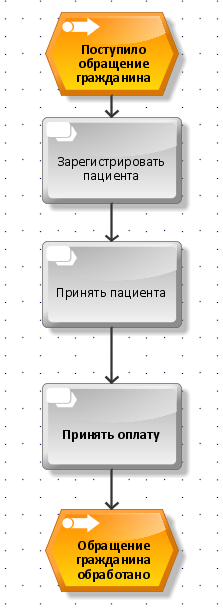 Поступило
обращение
гражданина
Зарегистрировать
пациента
Принять пациента
Принять оплату
Обращение
гражданина
обработано